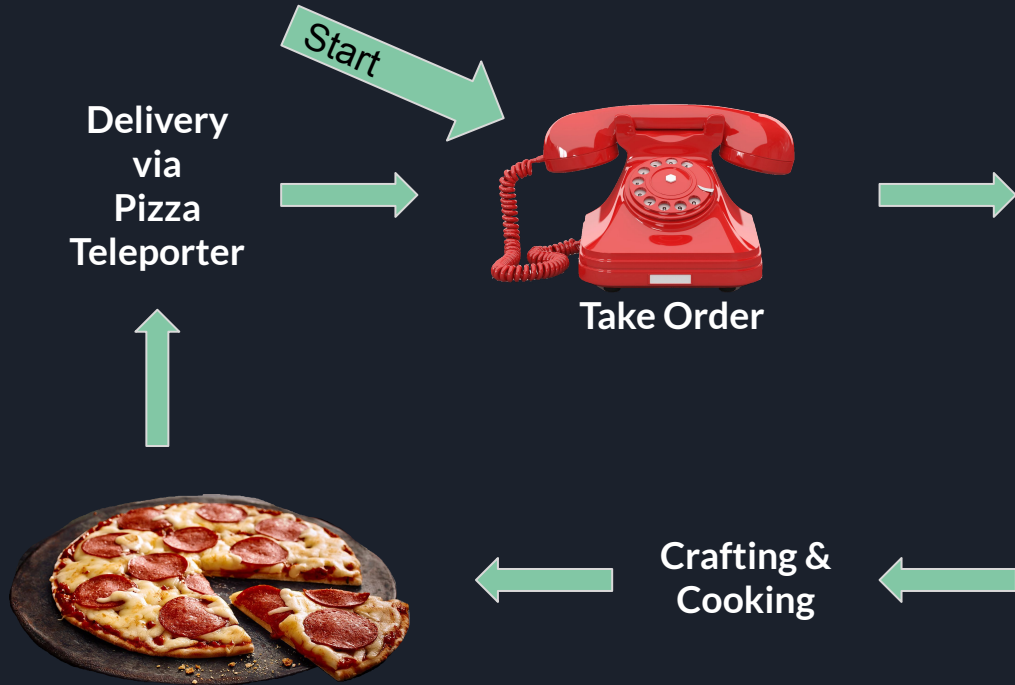 Start
Delivery
via
Pizza
Teleporter
Take Order
Crafting &
Cooking